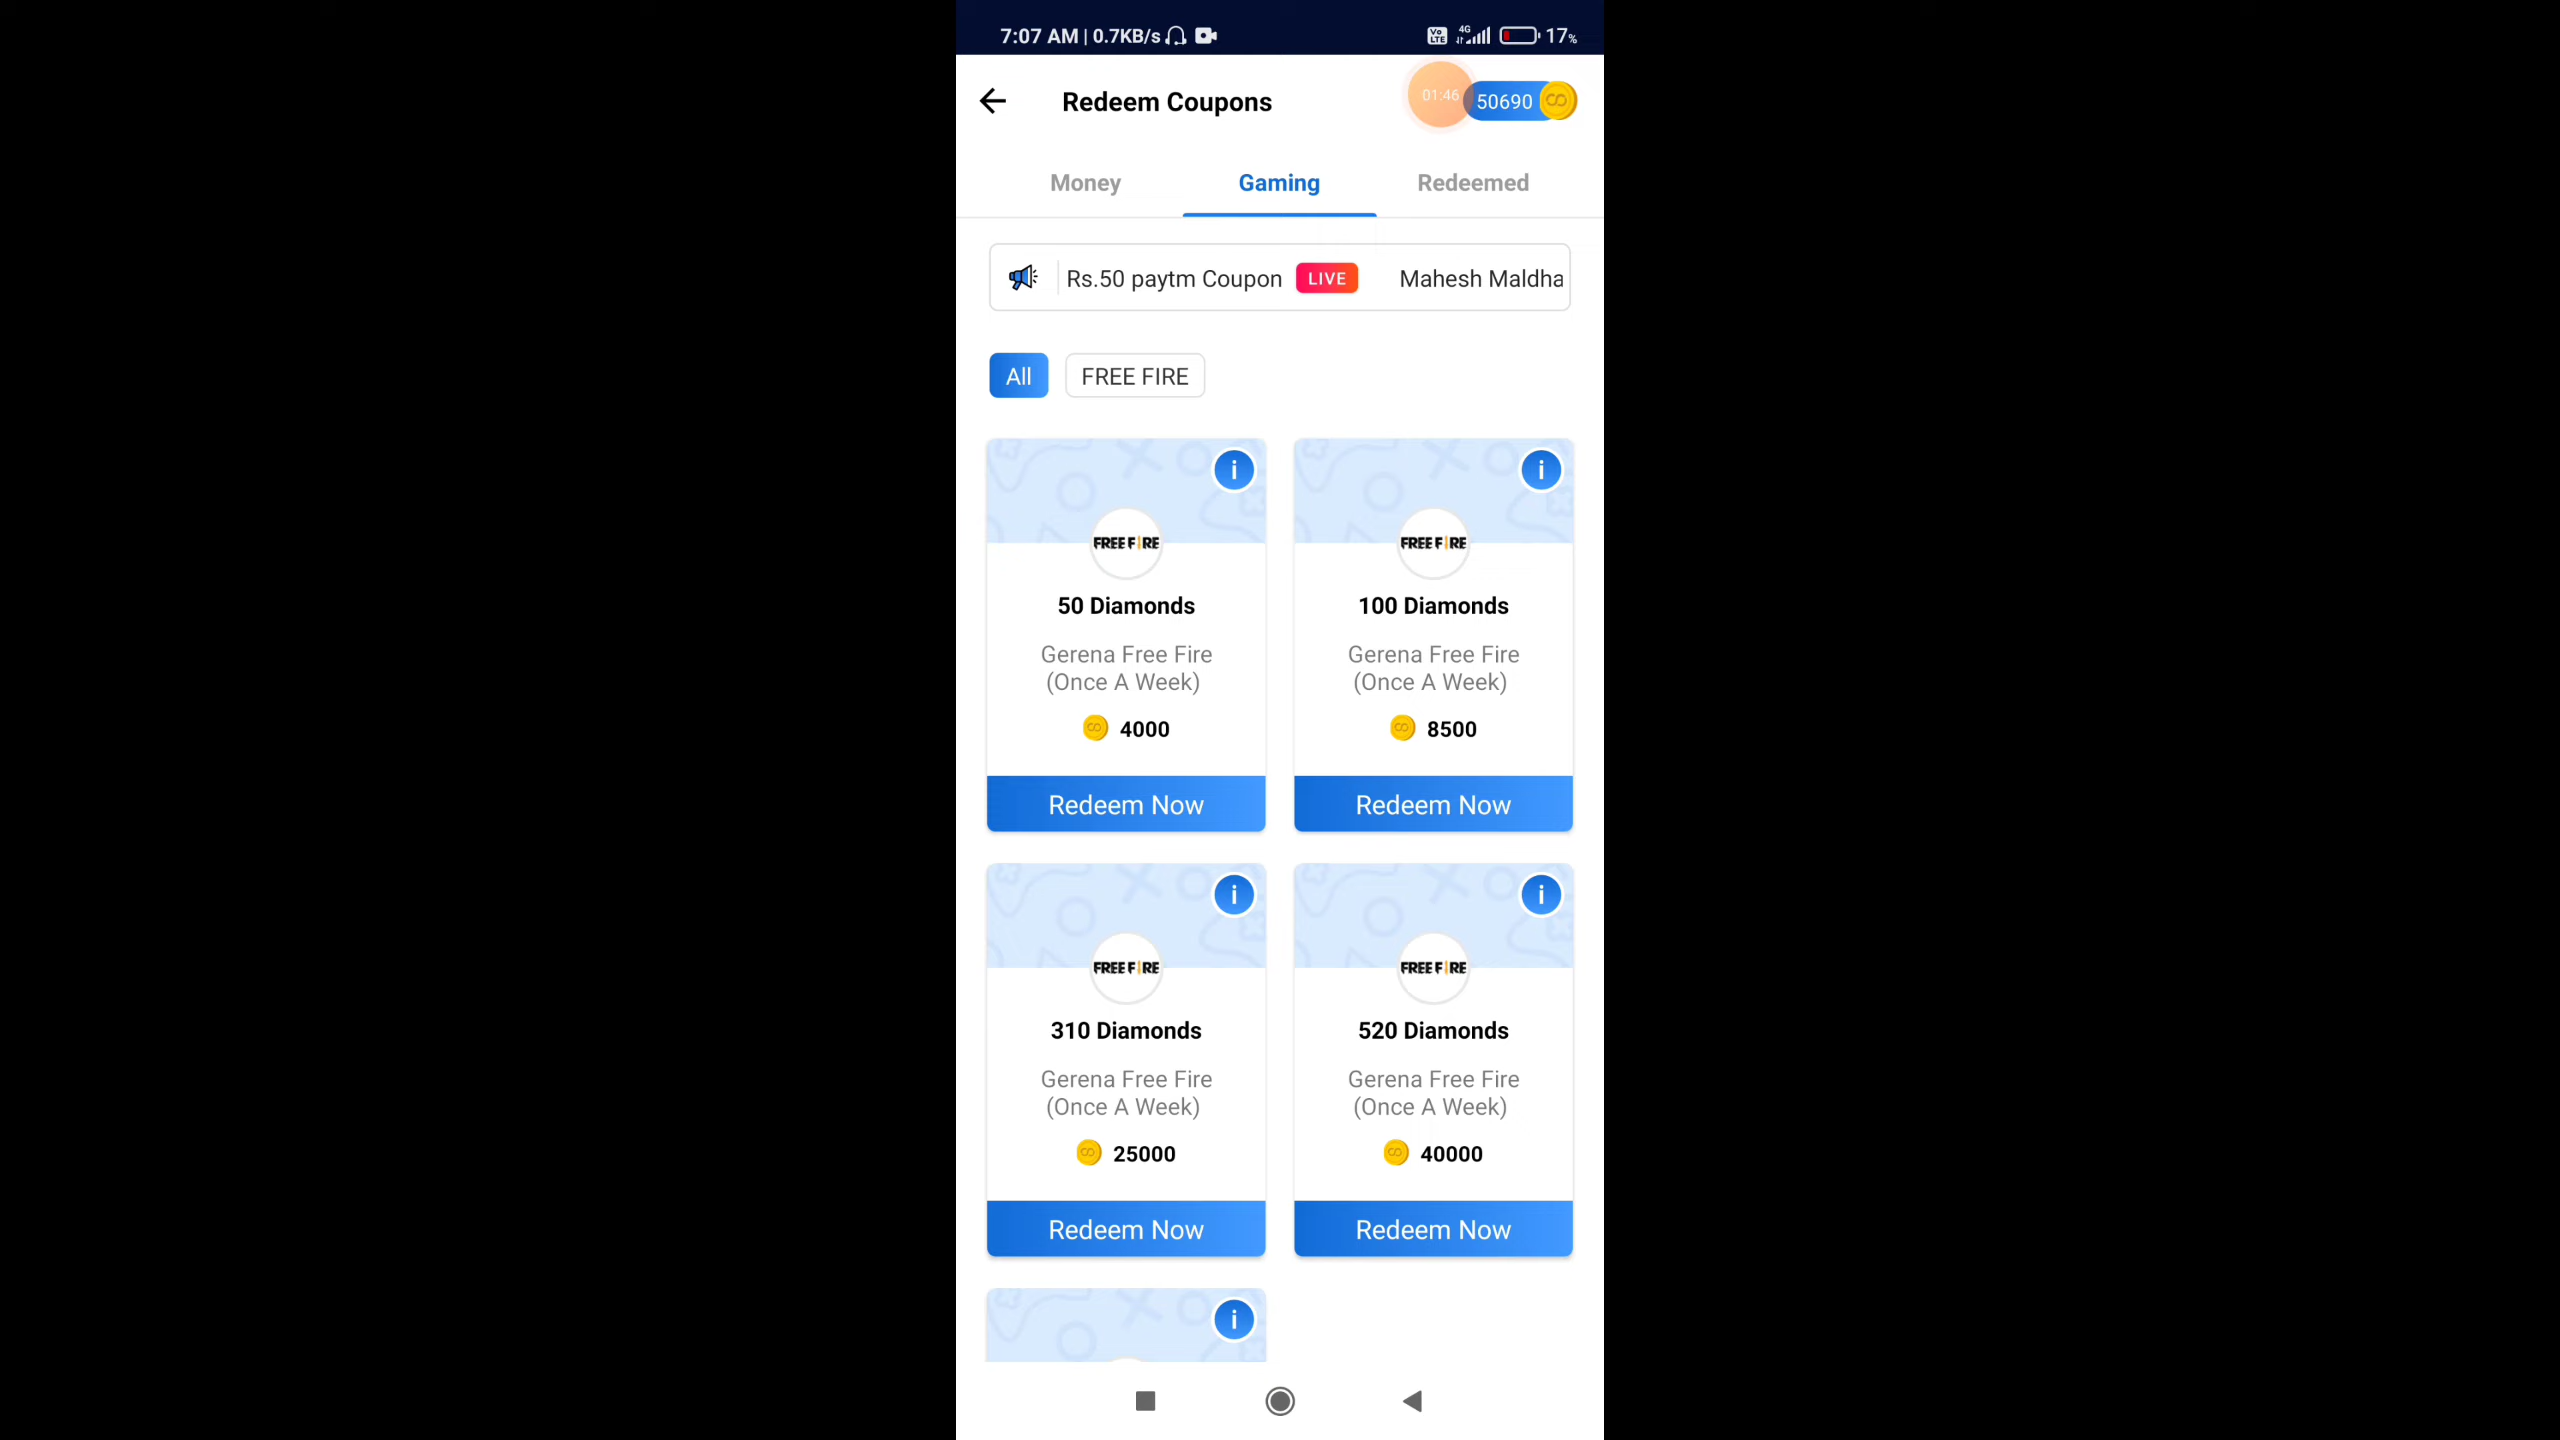 7:07 AM | 0.7KB/s
Vo LTE 4G 17%
Redeem Coupons
01:46
50690
Money
Gaming
Redeemed
Rs.50 paytm Coupon LIVE Mahesh Maldha
All
FREE FIRE
FREE FIRE
50 Diamonds
Gerena Free Fire
(Once A Week)
4000
Redeem Now
FREE FIRE
100 Diamonds
Gerena Free Fire
(Once A Week)
8500
Redeem Now
FREE FIRE
310 Diamonds
Gerena Free Fire
(Once A Week)
25000
Redeem Now
FREE FIRE
520 Diamonds
Gerena Free Fire
(Once A Week)
40000
Redeem Now